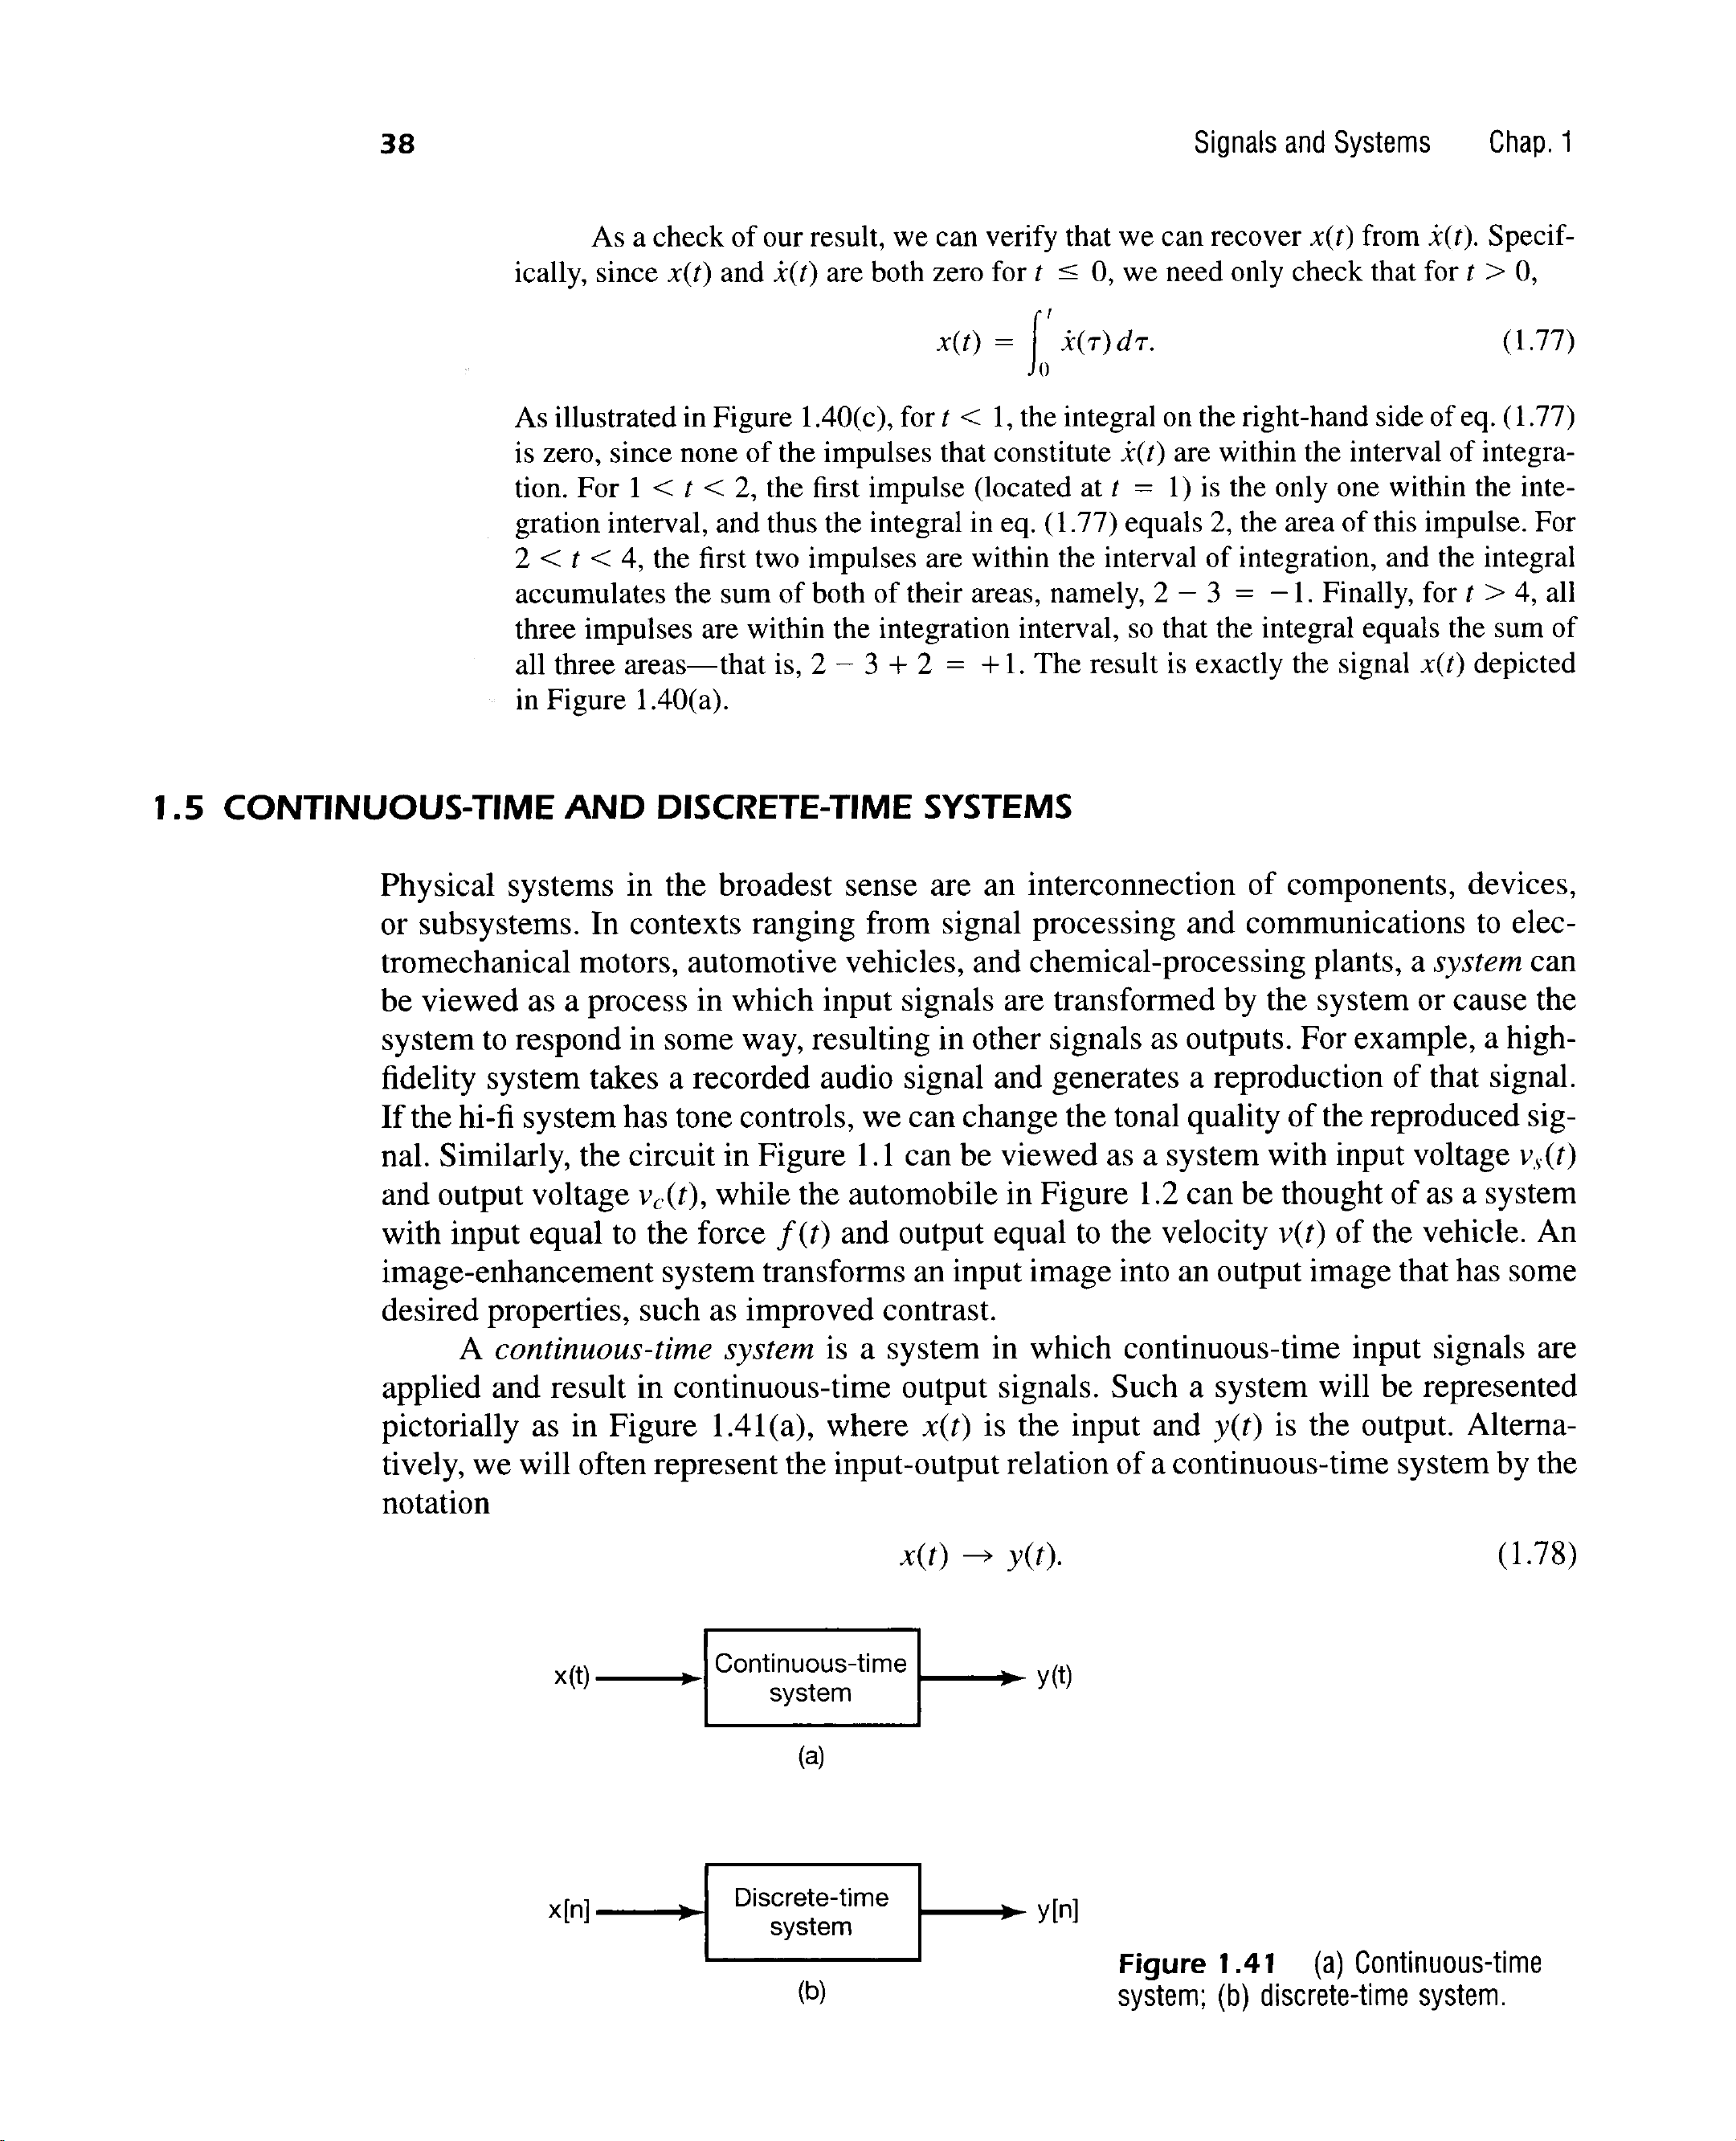 38 Signals and Systems Chap. 1
As a check of our result, we can verify that we can recover x(t) from ẋ(t). Specif-
ically, since x(t) and ẋ(t) are both zero for t ≤ 0, we need only check that for t > 0,
x(t) = ∫₀ᵗ ẋ(τ) dτ. (1.77)
As illustrated in Figure 1.40(c), for t < 1, the integral on the right-hand side of eq. (1.77)
is zero, since none of the impulses that constitute ẋ(t) are within the interval of integra-
tion. For 1 < t < 2, the first impulse (located at t = 1) is the only one within the inte-
gration interval, and thus the integral in eq. (1.77) equals 2, the area of this impulse. For
2 < t < 4, the first two impulses are within the interval of integration, and the integral
accumulates the sum of both of their areas, namely, 2 − 3 = −1. Finally, for t > 4, all
three impulses are within the integration interval, so that the integral equals the sum of
all three areas—that is, 2 − 3 + 2 = +1. The result is exactly the signal x(t) depicted
in Figure 1.40(a).
1.5 CONTINUOUS-TIME AND DISCRETE-TIME SYSTEMS
Physical systems in the broadest sense are an interconnection of components, devices,
or subsystems. In contexts ranging from signal processing and communications to elec-
tromechanical motors, automotive vehicles, and chemical-processing plants, a system can
be viewed as a process in which input signals are transformed by the system or cause the
system to respond in some way, resulting in other signals as outputs. For example, a high-
fidelity system takes a recorded audio signal and generates a reproduction of that signal.
If the hi-fi system has tone controls, we can change the tonal quality of the reproduced sig-
nal. Similarly, the circuit in Figure 1.1 can be viewed as a system with input voltage vₛ(t)
and output voltage v_c(t), while the automobile in Figure 1.2 can be thought of as a system
with input equal to the force f(t) and output equal to the velocity v(t) of the vehicle. An
image-enhancement system transforms an input image into an output image that has some
desired properties, such as improved contrast.
A continuous-time system is a system in which continuous-time input signals are
applied and result in continuous-time output signals. Such a system will be represented
pictorially as in Figure 1.41(a), where x(t) is the input and y(t) is the output. Alterna-
tively, we will often represent the input-output relation of a continuous-time system by the
notation
x(t) → y(t). (1.78)
x(t) Continuous-time system y(t)
(a)
x[n] Discrete-time system y[n]
(b)
Figure 1.41 (a) Continuous-time
system; (b) discrete-time system.